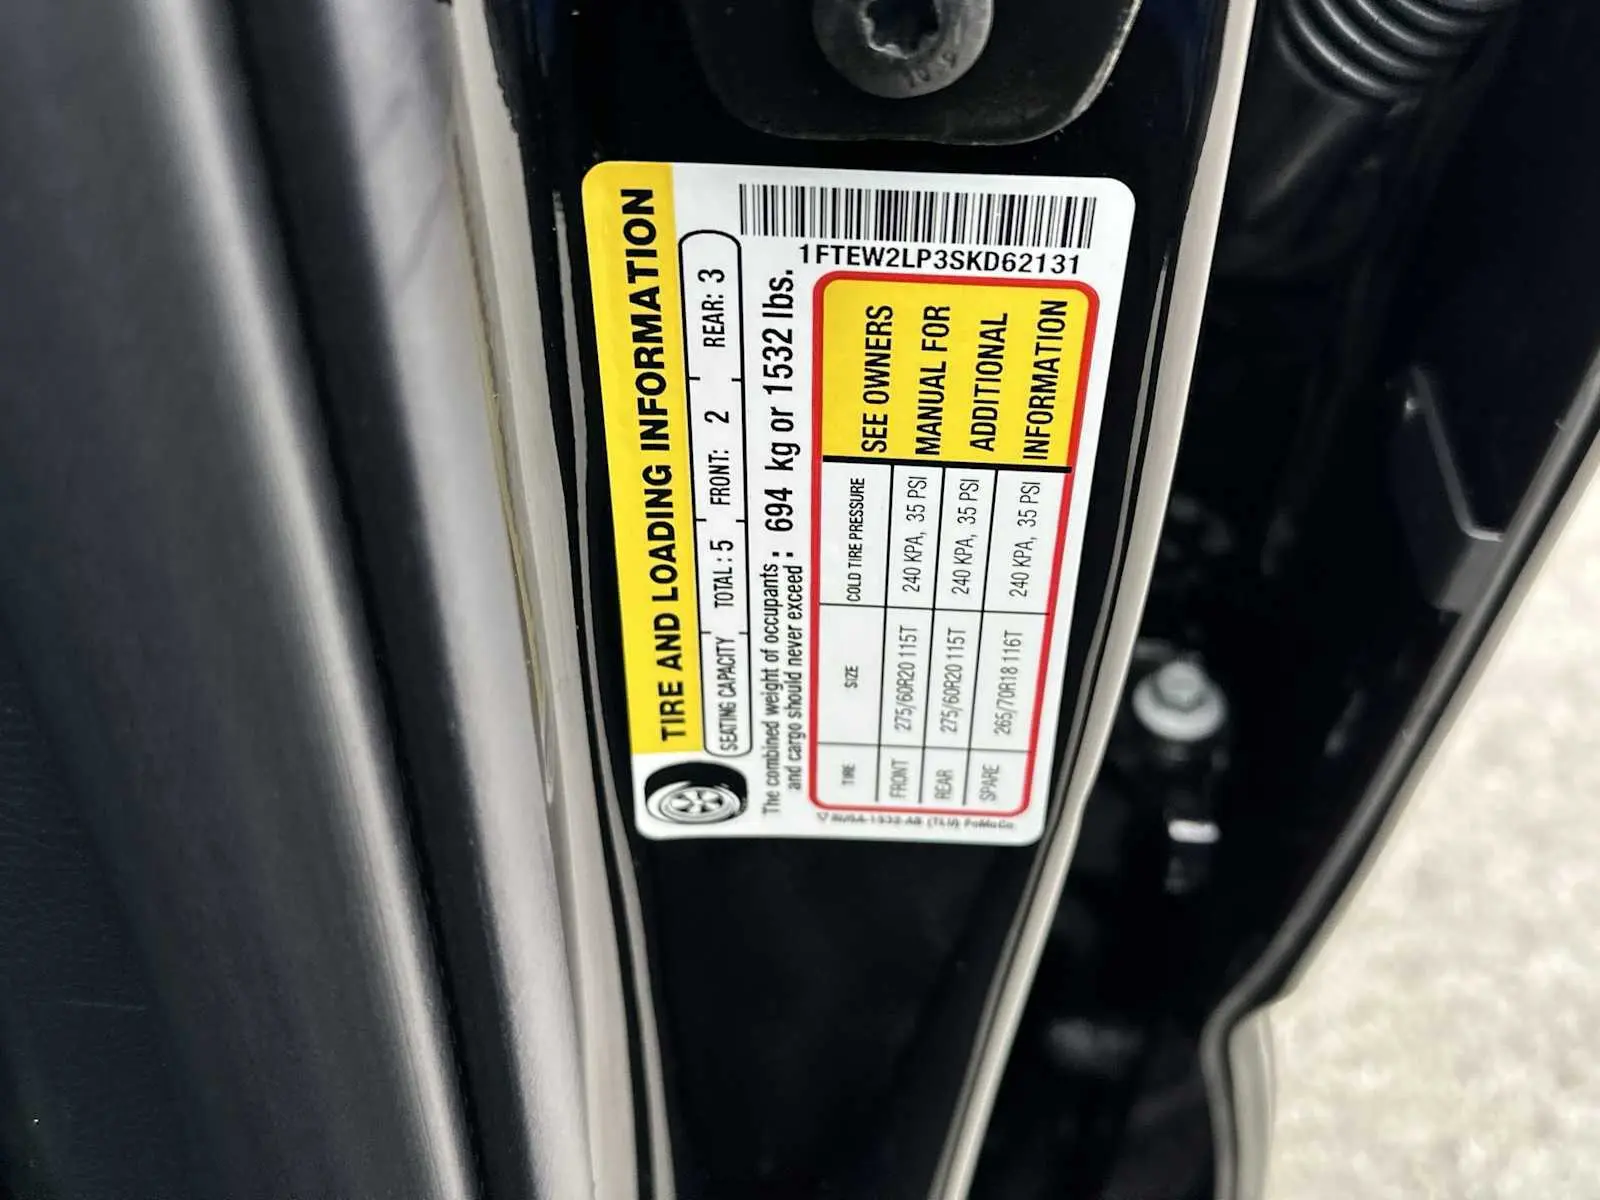 TIRE AND LOADING INFORMATION
SEATING CAPACITY TOTAL: 5 FRONT: 2 REAR: 3
The combined weight of occupants
and cargo should never exceed : 694 kg or 1532 lbs.
1FTEW2LP3SKD62131
TIRE SIZE COLD TIRE PRESSURE
FRONT 275/60R20 115T 240 KPA, 35 PSI
REAR 275/60R20 115T 240 KPA, 35 PSI
SPARE 265/70R18 116T 240 KPA, 35 PSI
SEE OWNERS
MANUAL FOR
ADDITIONAL
INFORMATION
(TLU) FoMoCo